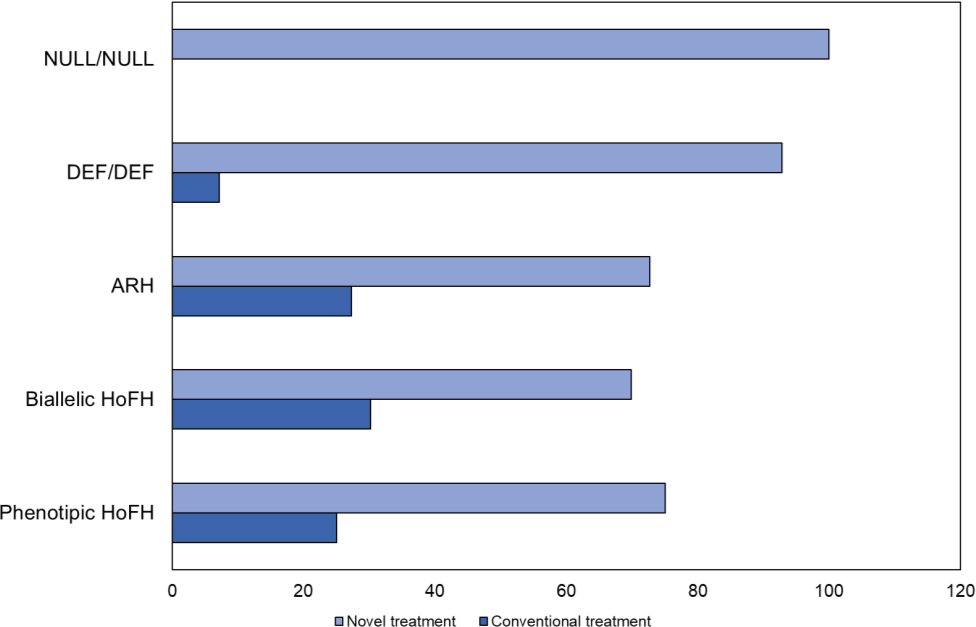 NULL/NULL
DEF/DEF
ARH
Biallelic HoFH
Phenotipic HoFH
0 20 40 60 80 100 120
Novel treatment Conventional treatment